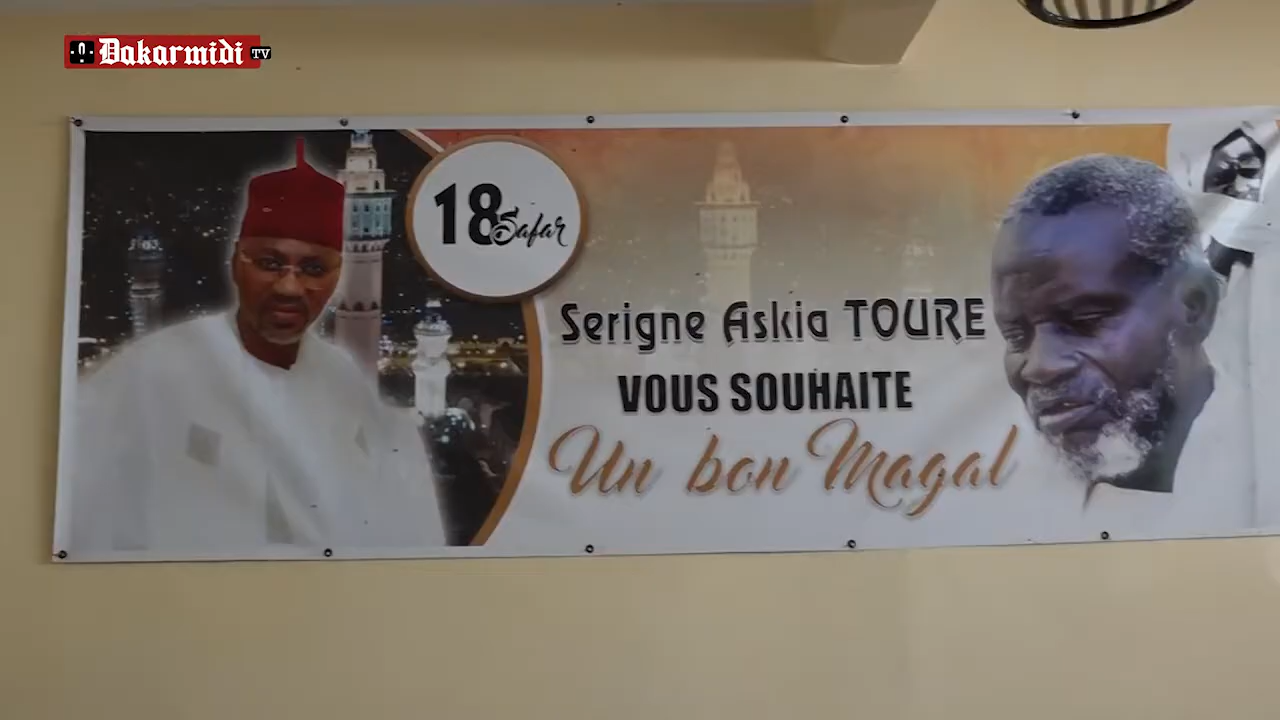 Dakarmidi TV
18 Safar
Serigne Askia TOURE
VOUS SOUHAITE
Un bon Magal